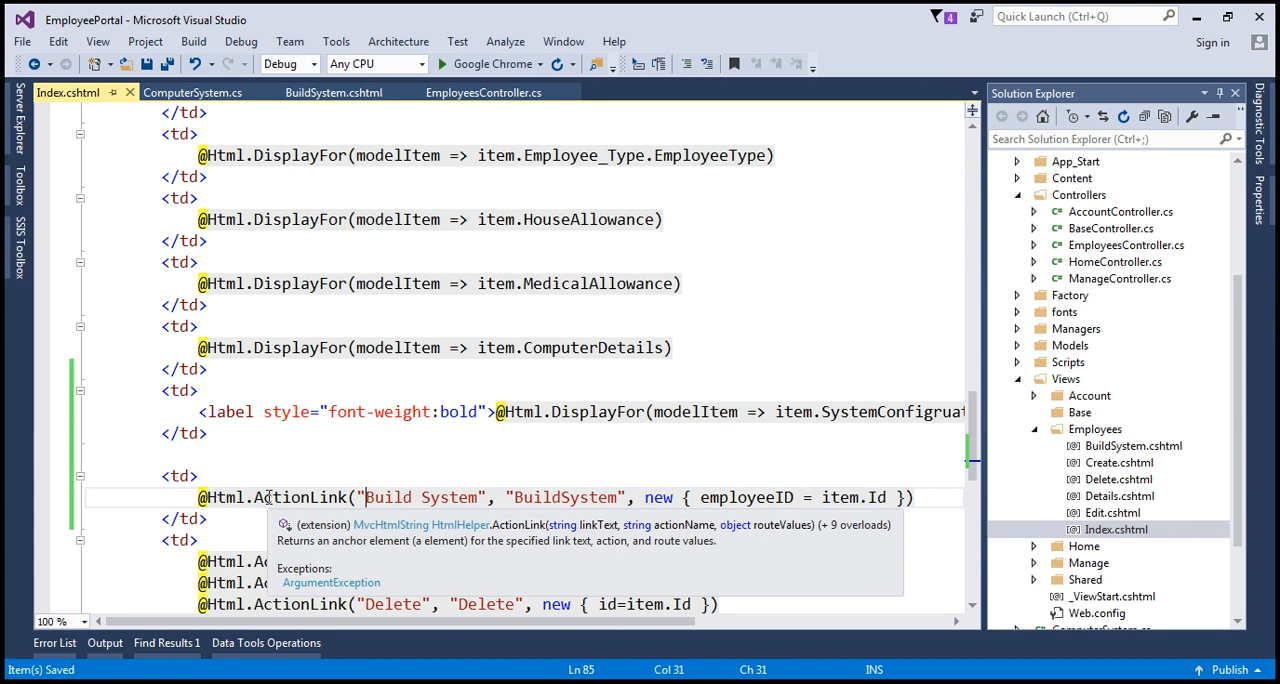 EmployeePortal - Microsoft Visual Studio
4
Quick Launch (Ctrl+Q)
File Edit View Project Build Debug Team Tools Architecture Test Analyze Window Help
Sign in
Debug Any CPU Google Chrome
Index.cshtml ComputerSystem.cs BuildSystem.cshtml EmployeesController.cs
Server Explorer
Toolbox
SSIS Toolbox
</td>
<td>
@Html.DisplayFor(modelItem => item.Employee_Type.EmployeeType)
</td>
<td>
@Html.DisplayFor(modelItem => item.HouseAllowance)
</td>
<td>
@Html.DisplayFor(modelItem => item.MedicalAllowance)
</td>
<td>
@Html.DisplayFor(modelItem => item.ComputerDetails)
</td>
<td>
<label style="font-weight:bold">@Html.DisplayFor(modelItem => item.SystemConfigruat
</td>
<td>
@Html.ActionLink("Build System", "BuildSystem", new { employeeID = item.Id })
</td>
(extension) MvcHtmlString HtmlHelper.ActionLink(string linkText, string actionName, object routeValues) (+ 9 overloads)
Returns an anchor element (a element) for the specified link text, action, and route values.
<td>
@Html.Ac
Exceptions:
ArgumentException
@Html.Ac
@Html.ActionLink("Delete", "Delete", new { id=item.Id })
100 %
Solution Explorer
Search Solution Explorer (Ctrl+;)
App_Start
Content
Controllers
C# AccountController.cs
C# BaseController.cs
C# EmployeesController.cs
C# HomeController.cs
C# ManageController.cs
Factory
fonts
Managers
Models
Scripts
Views
Account
Base
Employees
[@] BuildSystem.cshtml
[@] Create.cshtml
[@] Delete.cshtml
[@] Details.cshtml
[@] Edit.cshtml
[@] Index.cshtml
Home
Manage
Shared
[@] _ViewStart.cshtml
Web.config
C# ComputerSystem.cs
Diagnostic Tools
Properties
Error List Output Find Results 1 Data Tools Operations
Item(s) Saved Ln 85 Col 31 Ch 31 INS Publish